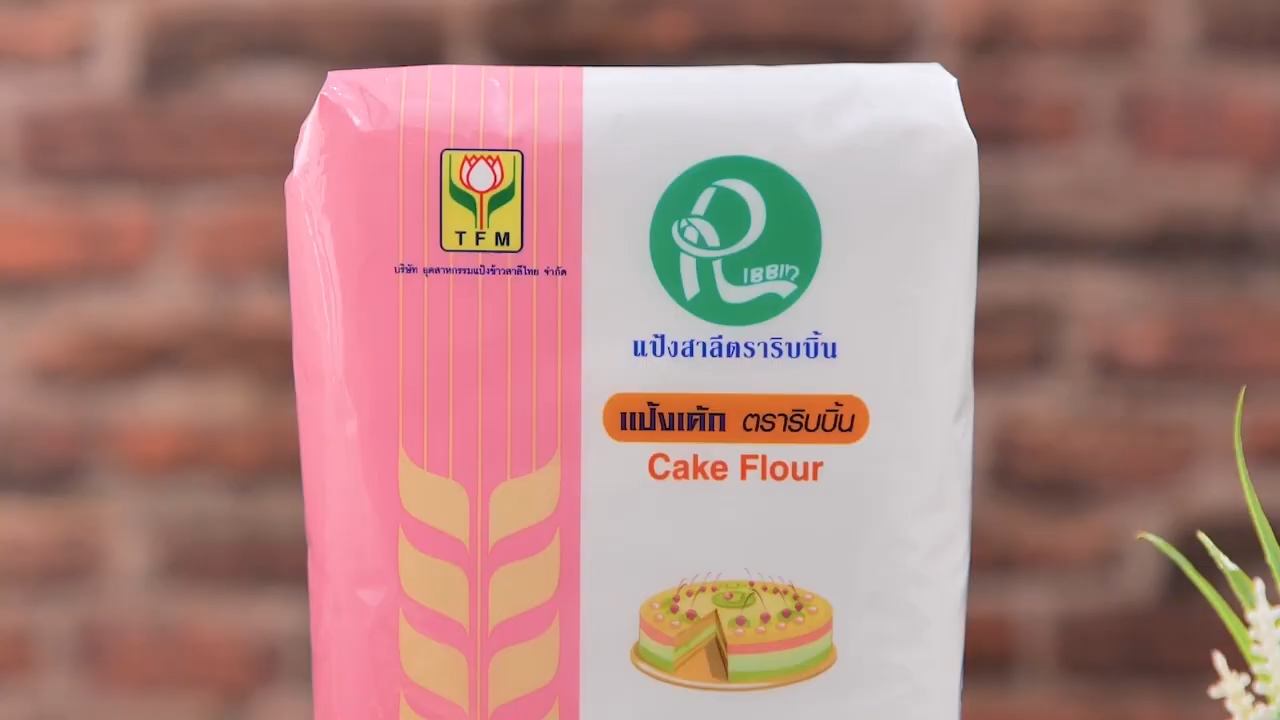 TFM
บริษัท อุตสาหกรรมแป้งข้าวสาลีไทย จำกัด
RIBBIN
แป้งสาลีตราริบบิ้น
แป้งเค้ก ตราริบบิ้น
Cake Flour